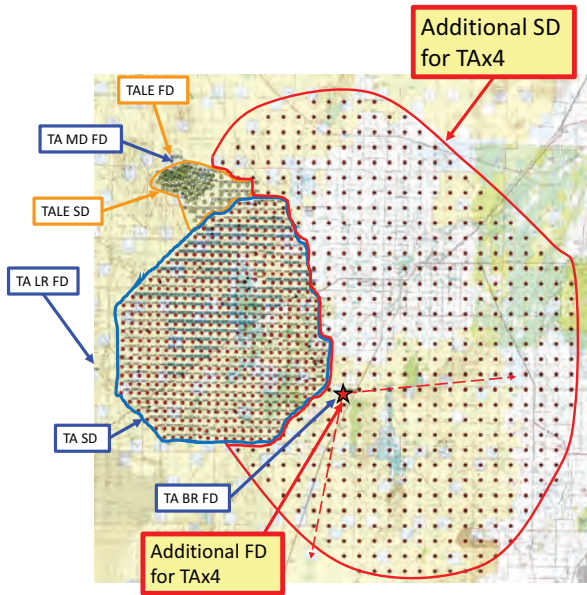 Additional SD
for TAx4
TALE FD
TA MD FD
TALE SD
TA LR FD
TA SD
TA BR FD
Additional FD
for TAx4